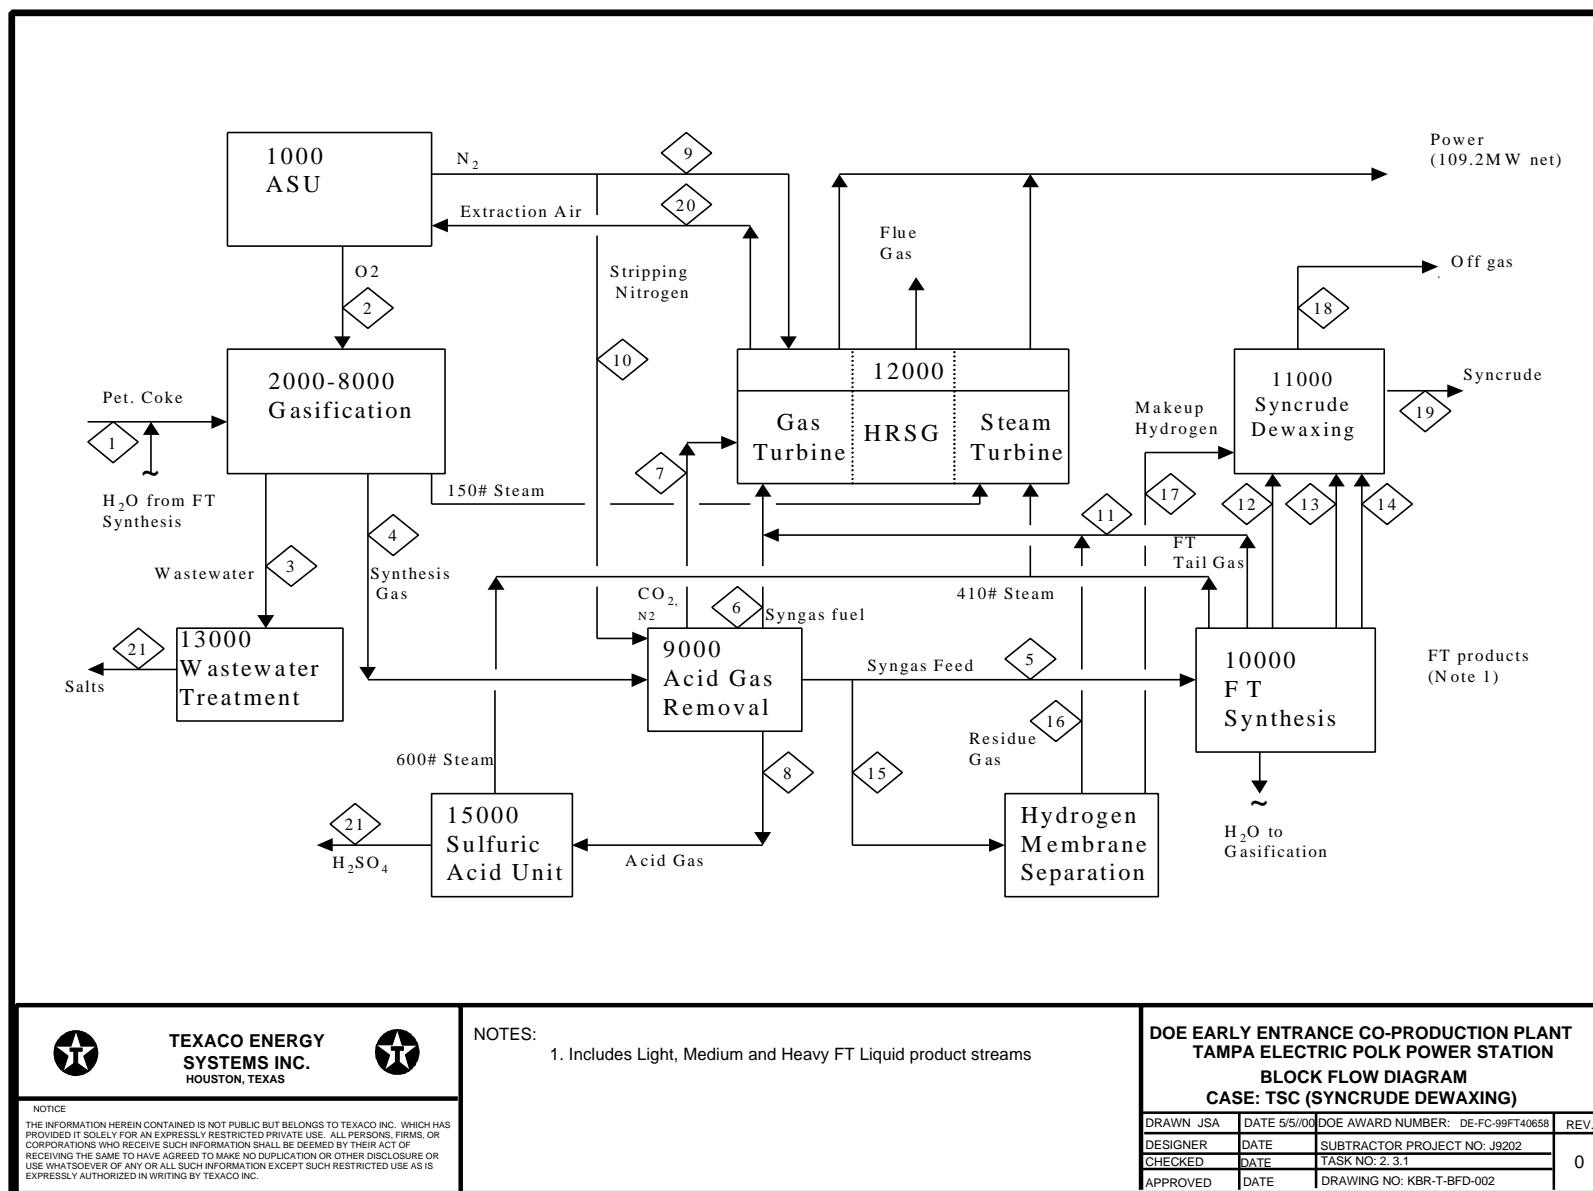 1000
ASU
N2
9
Power
(109.2MW net)
Extraction Air
20
Flue
Gas
O2
2
Stripping
Nitrogen
Off gas
18
10
2000-8000
Gasification
12000
11000
Syncrude
Dewaxing
Syncrude
19
Pet. Coke
1
Gas
Turbine
HRSG
Steam
Turbine
Makeup
Hydrogen
7
150# Steam
17
12
13
14
H2O from FT
Synthesis
~
4
11
FT
Tail Gas
Wastewater
3
Synthesis
Gas
CO2,
N2
6
Syngas fuel
410# Steam
13000
Wastewater
Treatment
21
Salts
9000
Acid Gas
Removal
Syngas Feed
5
10000
FT
Synthesis
FT products
(Note 1)
600# Steam
8
15
Residue
Gas
16
~
H2O to
Gasification
15000
Sulfuric
Acid Unit
21
H2SO4
Acid Gas
Hydrogen
Membrane
Separation
TEXACO ENERGY
SYSTEMS INC.
HOUSTON, TEXAS
NOTICE
THE INFORMATION HEREIN CONTAINED IS NOT PUBLIC BUT BELONGS TO TEXACO INC. WHICH HAS
PROVIDED IT SOLELY FOR AN EXPRESSLY RESTRICTED PRIVATE USE. ALL PERSONS, FIRMS, OR
CORPORATIONS WHO RECEIVE SUCH INFORMATION SHALL BE DEEMED BY THEIR ACT OF
RECEIVING THE SAME TO HAVE AGREED TO MAKE NO DUPLICATION OR OTHER DISCLOSURE OR
USE WHATSOEVER OF ANY OR ALL SUCH INFORMATION EXCEPT SUCH RESTRICTED USE AS IS
EXPRESSLY AUTHORIZED IN WRITING BY TEXACO INC.
NOTES:
1. Includes Light, Medium and Heavy FT Liquid product streams
DOE EARLY ENTRANCE CO-PRODUCTION PLANT
TAMPA ELECTRIC POLK POWER STATION
BLOCK FLOW DIAGRAM
CASE: TSC (SYNCRUDE DEWAXING)
DRAWN JSA DATE 5/5//00 DOE AWARD NUMBER: DE-FC-99FT40658 REV.
DESIGNER DATE SUBTRACTOR PROJECT NO: J9202
CHECKED DATE TASK NO: 2. 3.1 0
APPROVED DATE DRAWING NO: KBR-T-BFD-002